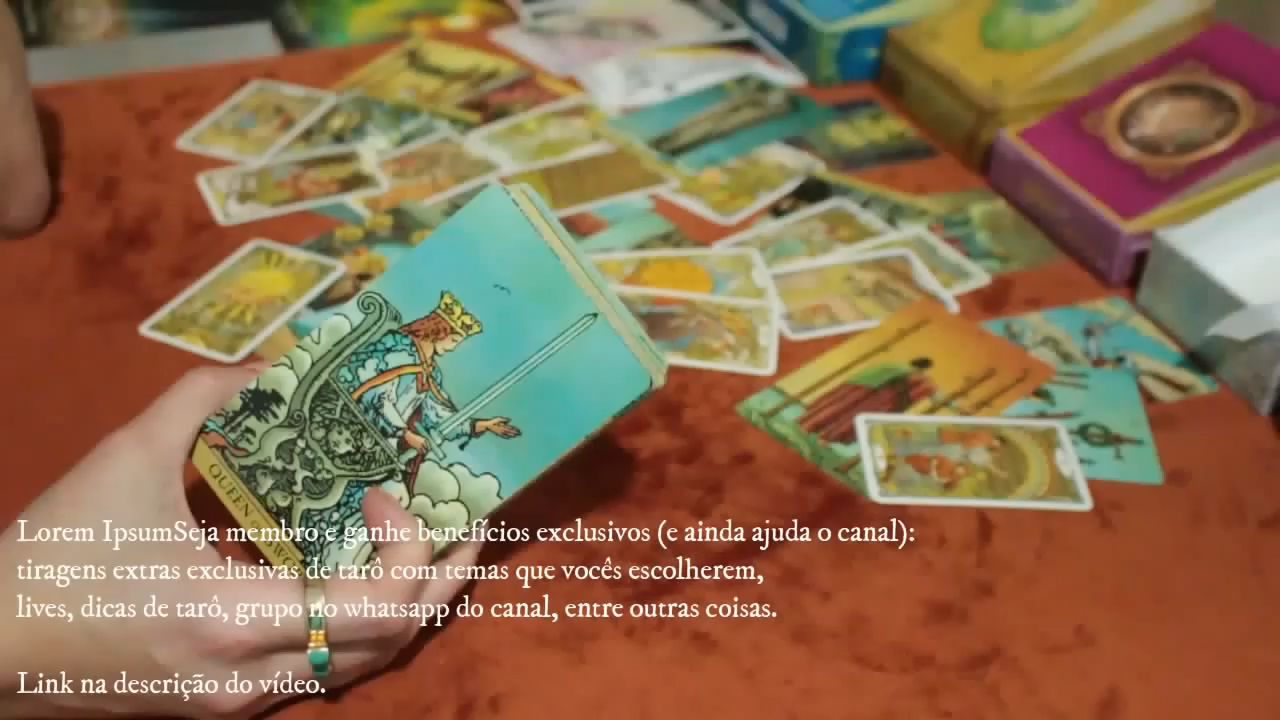 QUEEN
Lorem IpsumSeja membro e ganhe benefícios exclusivos (e ainda ajuda o canal):
tiragens extras exclusivas de tarô com temas que vocês escolherem,
lives, dicas de tarô, grupo no whatsapp do canal, entre outras coisas.
Link na descrição do vídeo.